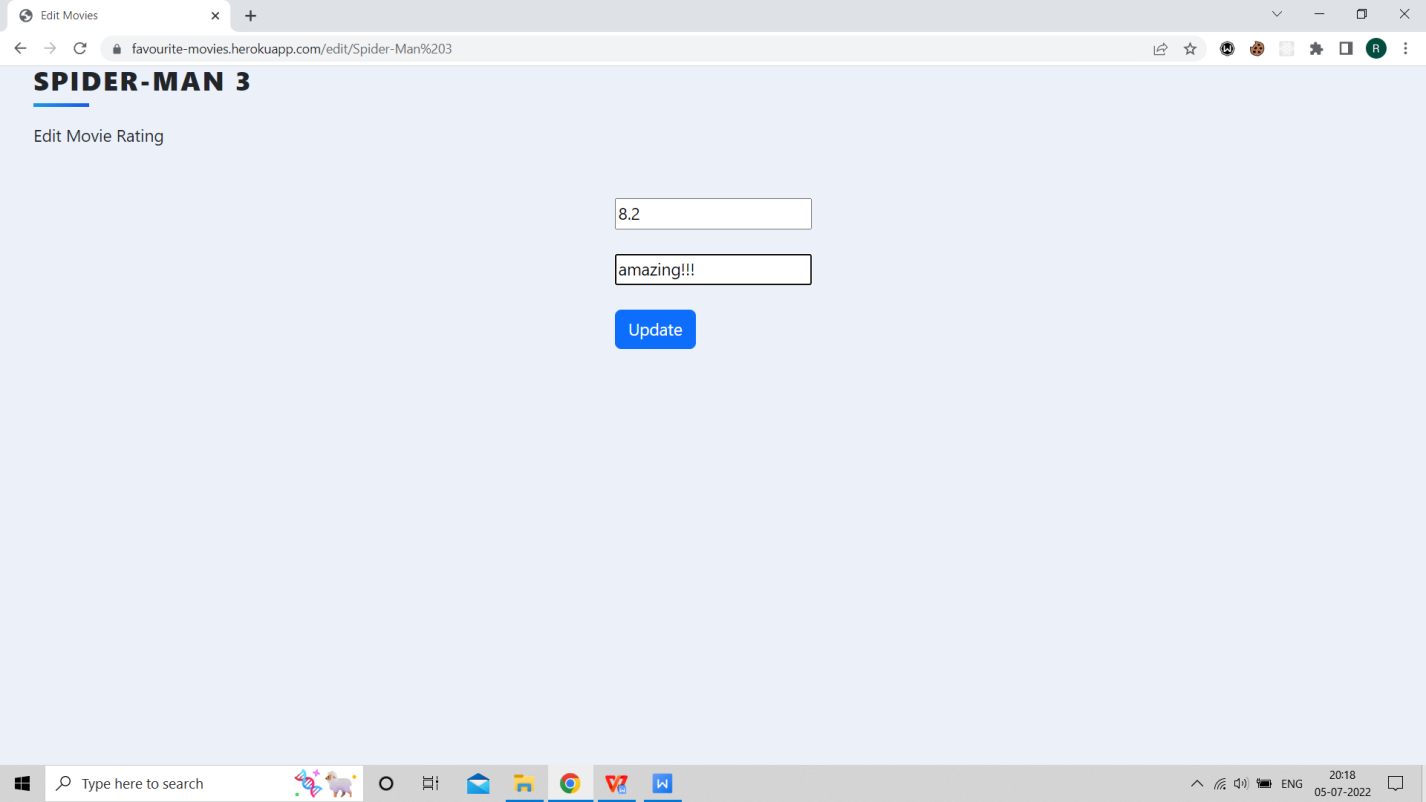 Edit Movies
favourite-movies.herokuapp.com/edit/Spider-Man%203
R
SPIDER-MAN 3
Edit Movie Rating
8.2
amazing!!!
Update
Type here to search
ENG
20:18
05-07-2022